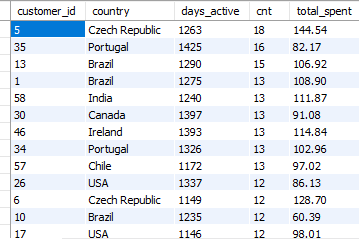 customer_id country days_active cnt total_spent
5 Czech Republic 1263 18 144.54
35 Portugal 1425 16 82.17
13 Brazil 1290 15 106.92
1 Brazil 1275 13 108.90
58 India 1240 13 111.87
30 Canada 1397 13 91.08
46 Ireland 1393 13 114.84
34 Portugal 1326 13 102.96
57 Chile 1172 13 97.02
26 USA 1337 12 86.13
6 Czech Republic 1149 12 128.70
10 Brazil 1235 12 60.39
17 USA 1146 12 98.01